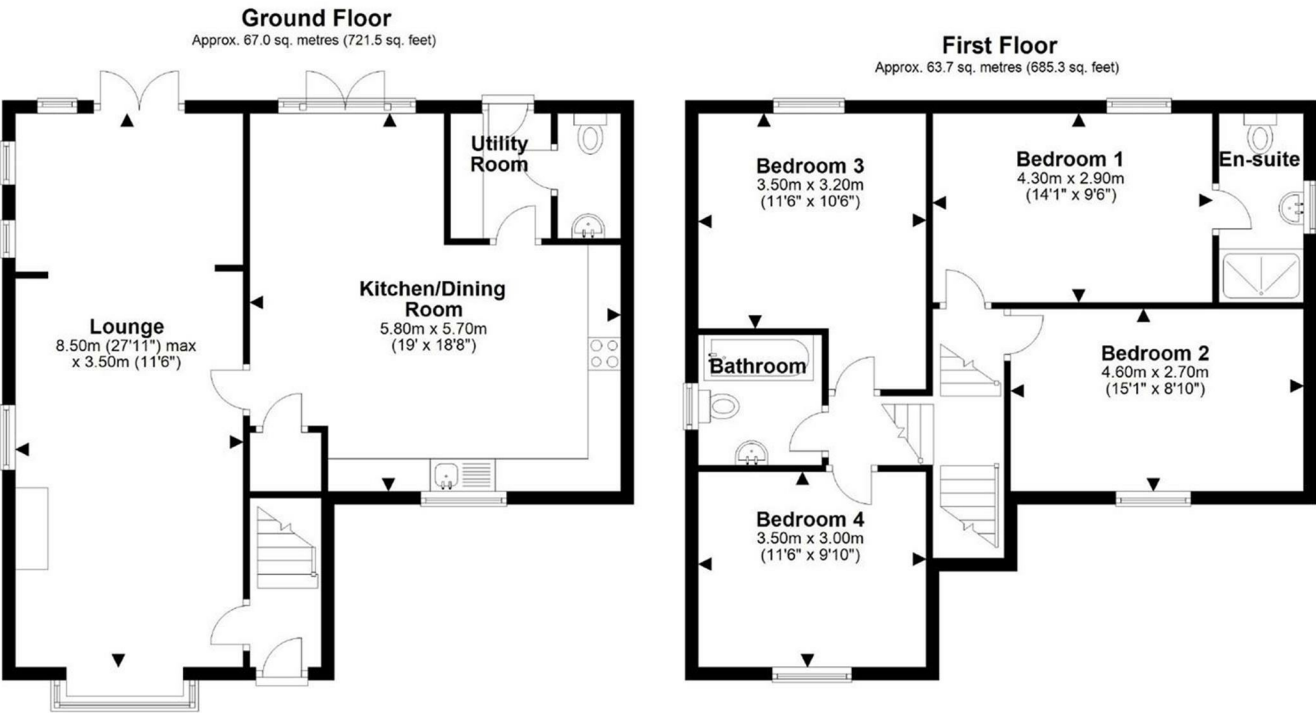 Ground Floor
Approx. 67.0 sq. metres (721.5 sq. feet)
Utility
Room
Kitchen/Dining
Room
5.80m x 5.70m
(19' x 18'8")
Lounge
8.50m (27'11") max
x 3.50m (11'6")
First Floor
Approx. 63.7 sq. metres (685.3 sq. feet)
Bedroom 3
3.50m x 3.20m
(11'6" x 10'6")
Bedroom 1
4.30m x 2.90m
(14'1" x 9'6")
En-suite
Bathroom
Bedroom 2
4.60m x 2.70m
(15'1" x 8'10")
Bedroom 4
3.50m x 3.00m
(11'6" x 9'10")